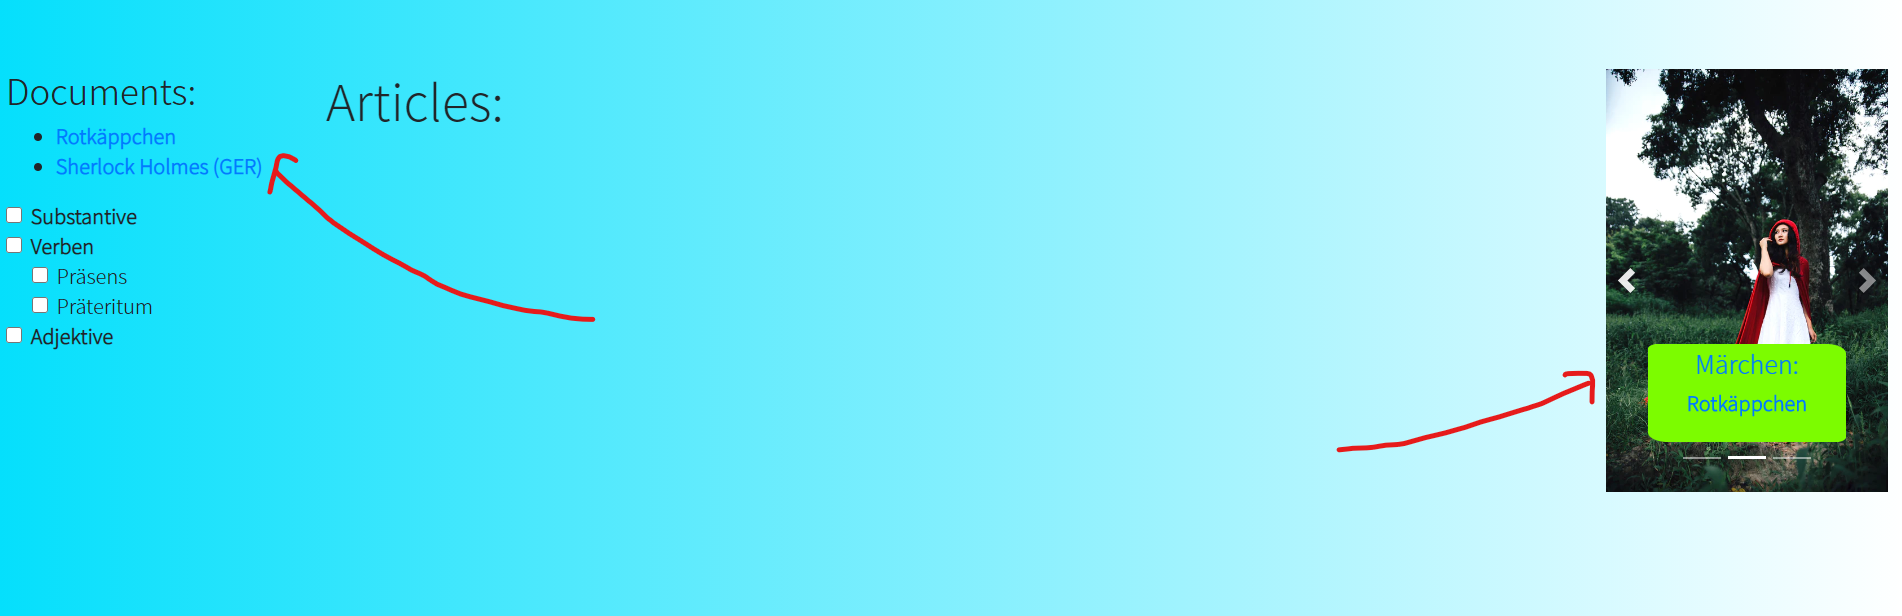 Documents:
Rotkäppchen
Sherlock Holmes (GER)
Substantive
Verben
Präsens
Präteritum
Adjektive
Articles:
Märchen:
Rotkäppchen